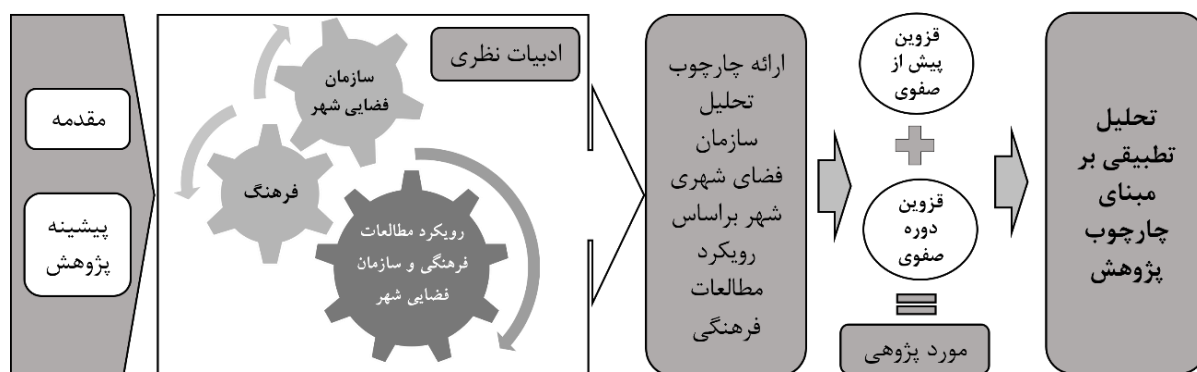 مقدمه
پیشینه
پژوهش
ادبیات نظری
سازمان
فضایی شهر
فرهنگ
رویکرد مطالعات
فرهنگی و سازمان
فضایی شهر
ارائه چارچوب
تحلیل
سازمان
فضای شهری
شهر براساس
رویکرد
مطالعات
فرهنگی
قزوین
پیش از
صفوی
قزوین
دوره
صفوی
مورد پژوهی
تحلیل
تطبیقی بر
مبنای
چارچوب
پژوهش